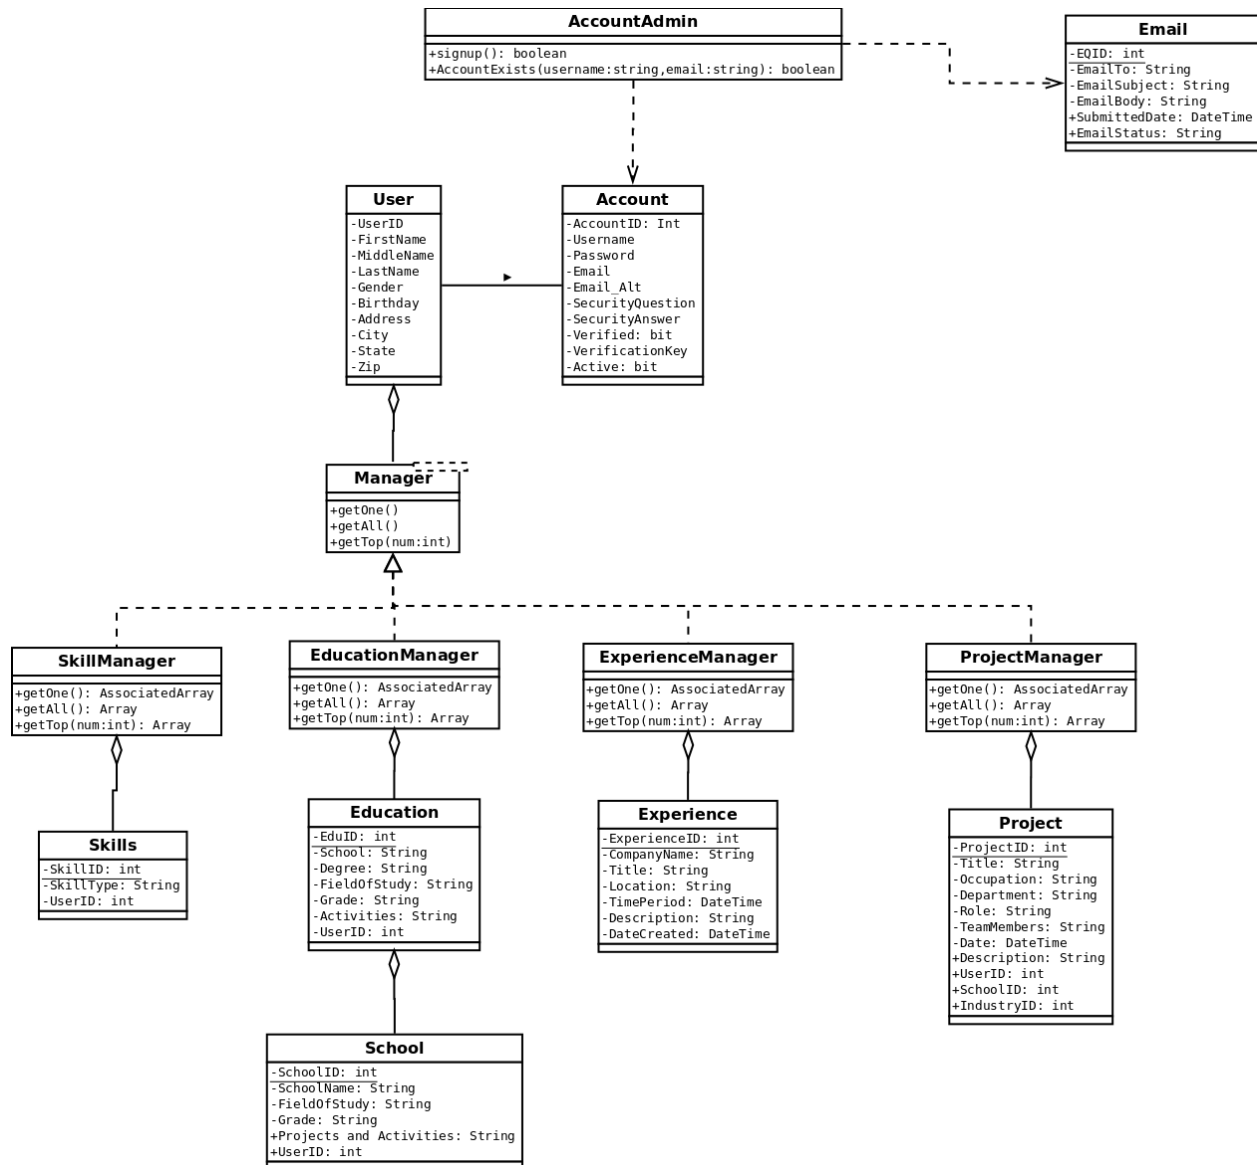 AccountAdmin
+signup(): boolean
+AccountExists(username:string,email:string): boolean
Email
-EQID: int
-EmailTo: String
-EmailSubject: String
-EmailBody: String
+SubmittedDate: DateTime
+EmailStatus: String
User
-UserID
-FirstName
-MiddleName
-LastName
-Gender
-Birthday
-Address
-City
-State
-Zip
Account
-AccountID: Int
-Username
-Password
-Email
-Email_Alt
-SecurityQuestion
-SecurityAnswer
-Verified: bit
-VerificationKey
-Active: bit
Manager
+getOne()
+getAll()
+getTop(num:int)
SkillManager
+getOne(): AssociatedArray
+getAll(): Array
+getTop(num:int): Array
EducationManager
+getOne(): AssociatedArray
+getAll(): Array
+getTop(num:int): Array
ExperienceManager
+getOne(): AssociatedArray
+getAll(): Array
+getTop(num:int): Array
ProjectManager
+getOne(): AssociatedArray
+getAll(): Array
+getTop(num:int): Array
Skills
-SkillID: int
-SkillType: String
-UserID: int
Education
-EduID: int
-School: String
-Degree: String
-FieldOfStudy: String
-Grade: String
-Activities: String
-UserID: int
Experience
-ExperienceID: int
-CompanyName: String
-Title: String
-Location: String
-TimePeriod: DateTime
-Description: String
-DateCreated: DateTime
Project
-ProjectID: int
-Title: String
-Occupation: String
-Department: String
-Role: String
-TeamMembers: String
-Date: DateTime
+Description: String
+UserID: int
+SchoolID: int
+IndustryID: int
School
-SchoolID: int
-SchoolName: String
-FieldOfStudy: String
-Grade: String
+Projects and Activities: String
+UserID: int